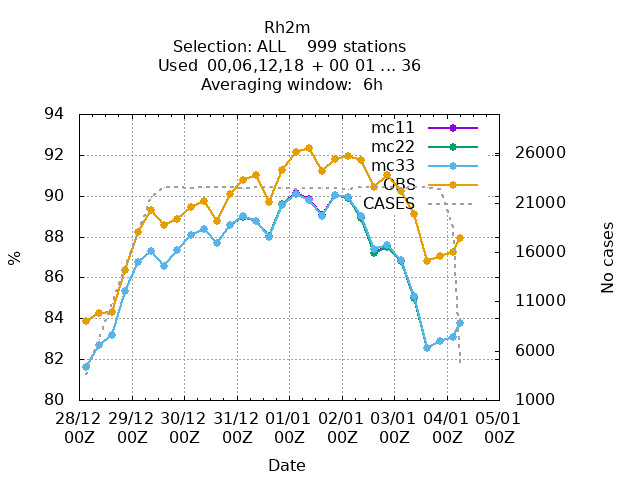 Rh2m
Selection: ALL    999 stations
Used  00,06,12,18  + 00 01 ... 36
Averaging window:  6h
mc11
mc22
mc33
OBS
CASES
94
92
90
88
86
84
82
80
%
26000
21000
16000
11000
6000
1000
No cases
28/12 29/12 30/12 31/12 01/01 02/01 03/01 04/01 05/01
00Z 00Z 00Z 00Z 00Z 00Z 00Z 00Z 00Z
Date